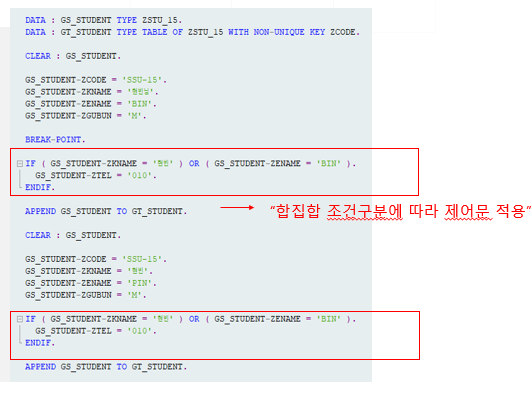 DATA : GS_STUDENT TYPE ZSTU_15.
DATA : GT_STUDENT TYPE TABLE OF ZSTU_15 WITH NON-UNIQUE KEY ZCODE.
CLEAR : GS_STUDENT.
GS_STUDENT-ZCODE = 'SSU-15'.
GS_STUDENT-ZKNAME = '현빈님'.
GS_STUDENT-ZENAME = 'BIN'.
GS_STUDENT-ZGUBUN = 'M'.
BREAK-POINT.
IF ( GS_STUDENT-ZKNAME = '현빈' ) OR ( GS_STUDENT-ZENAME = 'BIN' ).
GS_STUDENT-ZTEL = '010'.
ENDIF.
APPEND GS_STUDENT TO GT_STUDENT.
"합집합 조건구분에 따라 제어문 적용"
CLEAR : GS_STUDENT.
GS_STUDENT-ZCODE = 'SSU-15'.
GS_STUDENT-ZKNAME = '현빈'.
GS_STUDENT-ZENAME = 'PIN'.
GS_STUDENT-ZGUBUN = 'M'.
IF ( GS_STUDENT-ZKNAME = '현빈' ) OR ( GS_STUDENT-ZENAME = 'BIN' ).
GS_STUDENT-ZTEL = '010'.
ENDIF.
APPEND GS_STUDENT TO GT_STUDENT.